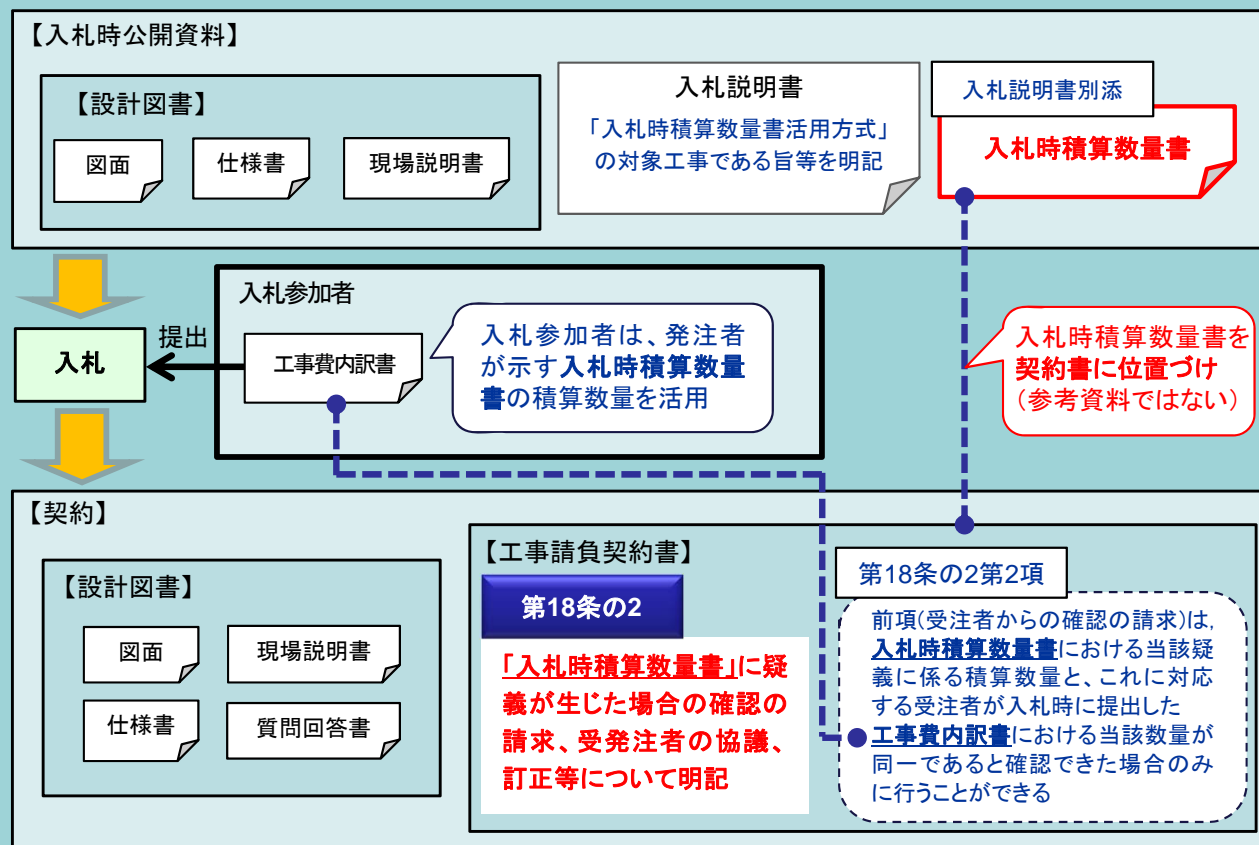 【入札時公開資料】
【設計図書】
図面
仕様書
現場説明書
入札説明書
「入札時積算数量書活用方式」
の対象工事である旨等を明記
入札説明書別添
入札時積算数量書
入札参加者
提出
入札
工事費内訳書
入札参加者は、発注者
が示す入札時積算数量
書の積算数量を活用
入札時積算数量書を
契約書に位置づけ
(参考資料ではない)
【契約】
【設計図書】
図面
現場説明書
仕様書
質問回答書
【工事請負契約書】
第18条の2
「入札時積算数量書」に疑
義が生じた場合の確認の
請求、受発注者の協議、
訂正等について明記
第18条の2第2項
前項(受注者からの確認の請求)は、
入札時積算数量書における当該疑
義に係る積算数量と、これに対応
する受注者が入札時に提出した
工事費内訳書における当該数量が
同一であると確認できた場合のみ
に行うことができる